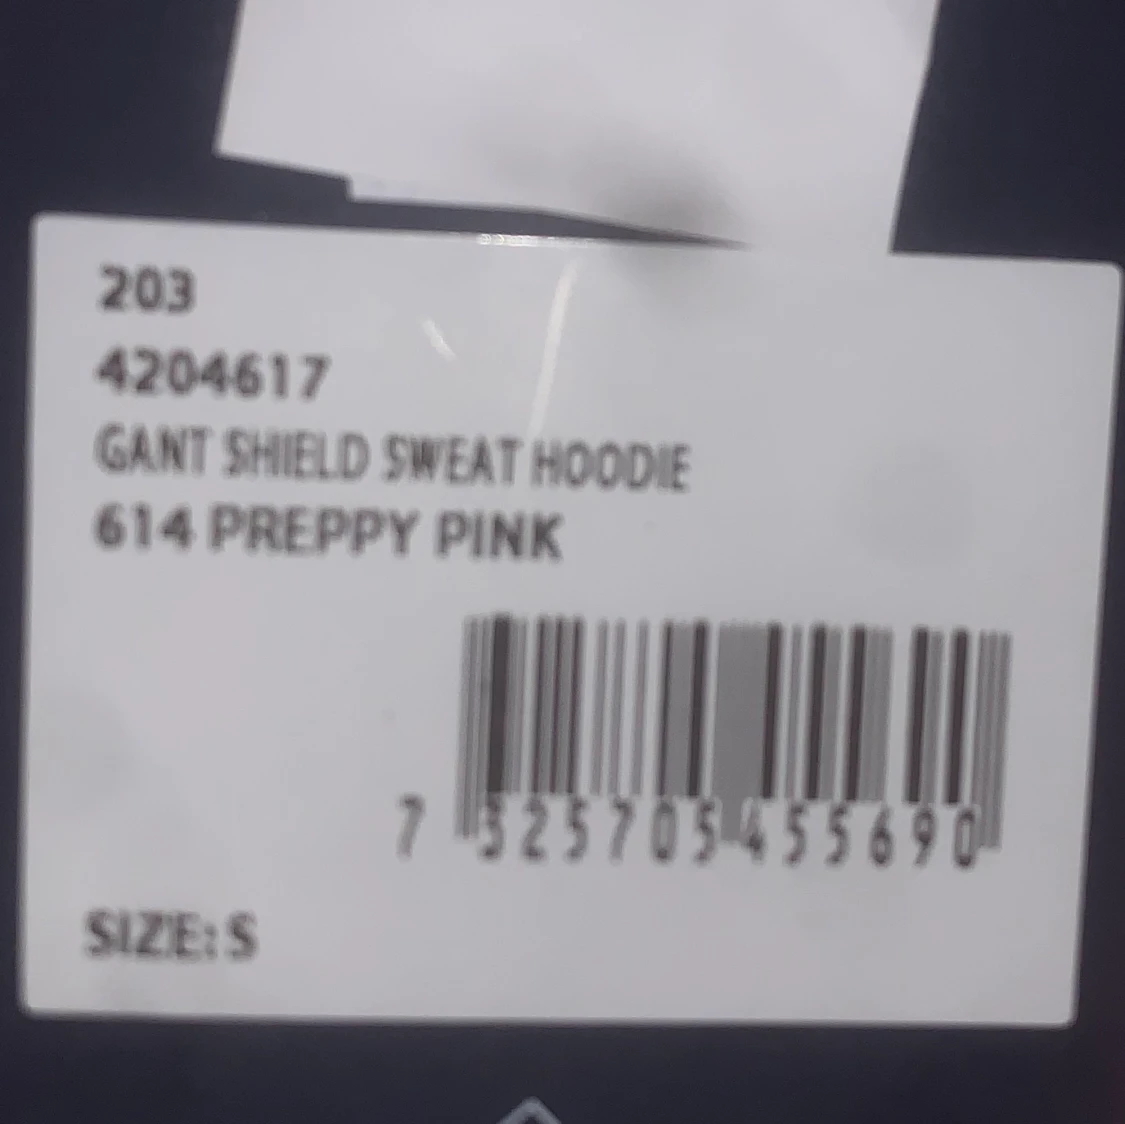 203
4204617
GANT SHIELD SWEAT HOODIE
614 PREPPY PINK
7 325705 455690
SIZE: S